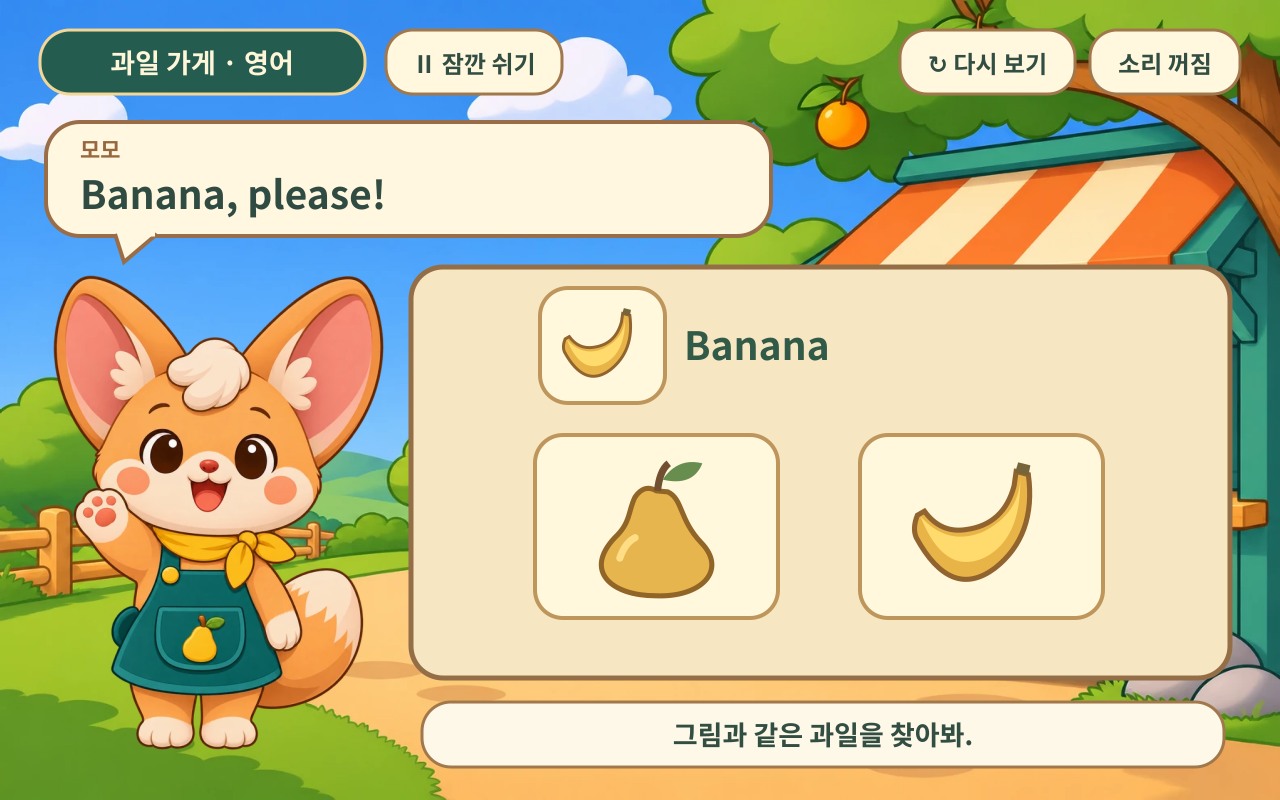 과일 가게 · 영어
잠깐 쉬기
↻ 다시 보기
소리 꺼짐
모모
Banana, please!
Banana
그림과 같은 과일을 찾아봐.